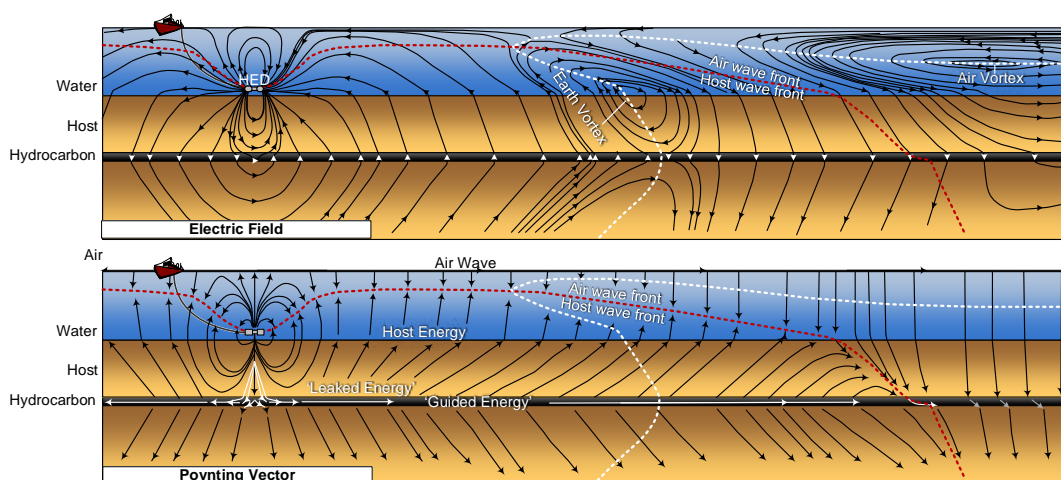 HED
Water
Host
Hydrocarbon
Earth Vortex
Air wave front
Host wave front
Air Vortex
Electric Field
Air
Air Wave
Air wave front
Host wave front
Water
Host Energy
Host
'Leaked Energy'
Hydrocarbon
'Guided Energy'
Poynting Vector